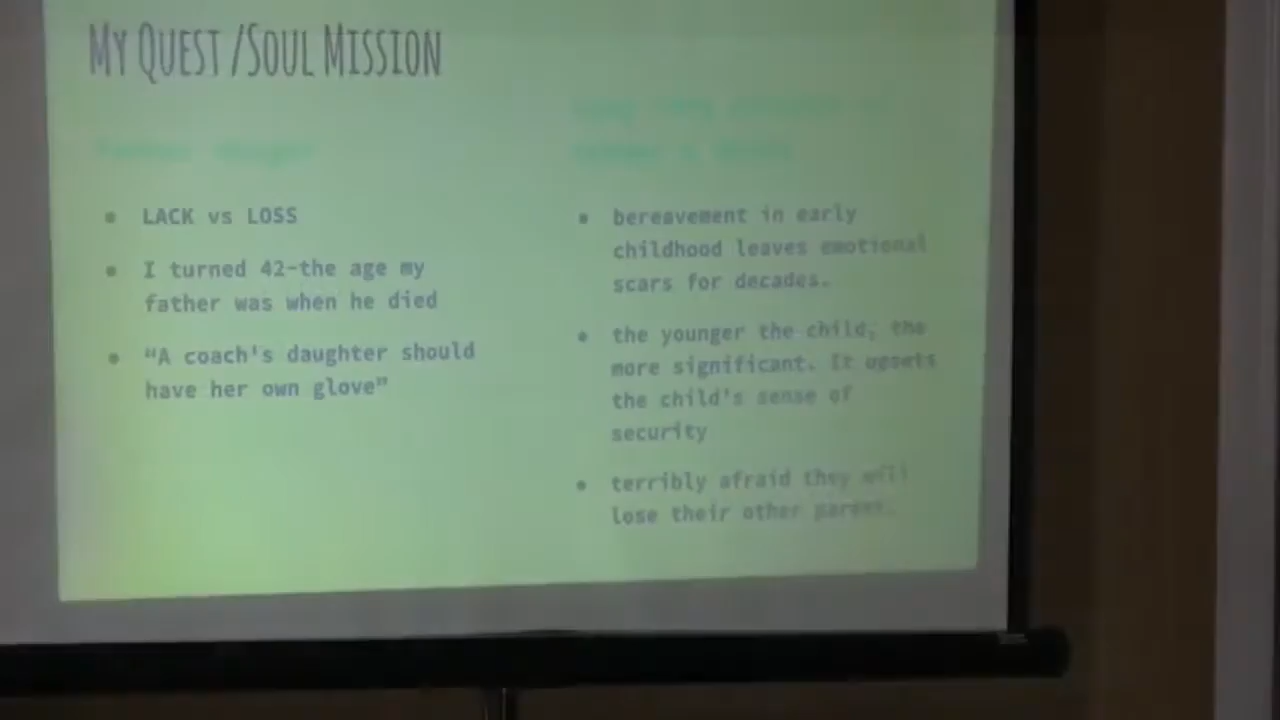 My Quest /Soul Mission
LACK vs LOSS
I turned 42-the age my
father was when he died
“A coach's daughter should
have her own glove”
bereavement in early
childhood leaves emotional
scars for decades.
the younger the child, the
more significant. It upsets
the child's sense of
security
terribly afraid they will
lose their other parent.